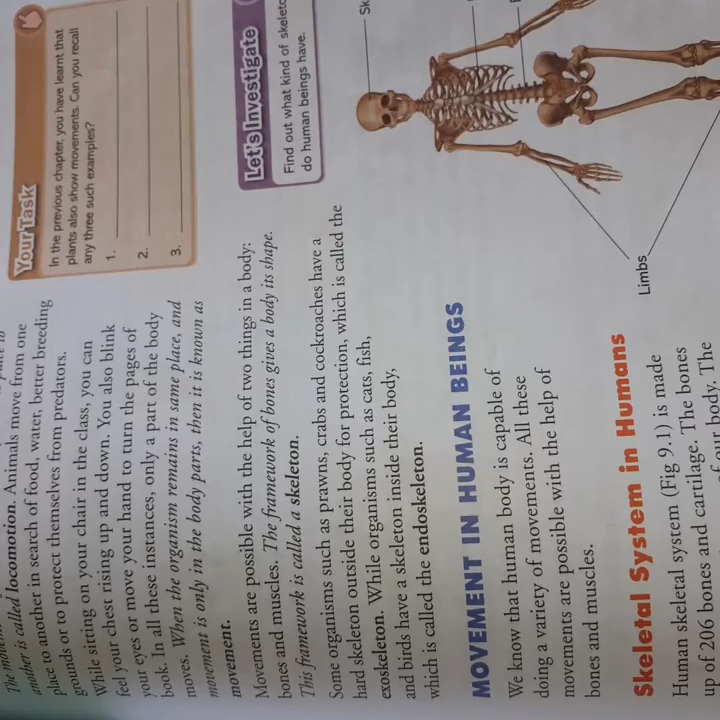 another is called locomotion. Animals move from one
place to another in search of food, water, better breeding
grounds or to protect themselves from predators.
While sitting on your chair in the class, you can
feel your chest rising up and down. You also blink
your eyes or move your hand to turn the pages of
book. In all these instances, only a part of the body
moves. When the organism remains in same place, and
movement is only in the body parts, then it is known as
movement.
Your Task
In the previous chapter, you have learnt that
plants also show movements. Can you recall
any three such examples?
1.
2.
3.
Movements are possible with the help of two things in a body:
bones and muscles. The framework of bones gives a body its shape.
This framework is called a skeleton.
Some organisms such as prawns, crabs and cockroaches have a
hard skeleton outside their body for protection, which is called the
exoskeleton. While organisms such as cats, fish,
and birds have a skeleton inside their body,
which is called the endoskeleton.
Let's Investigate
Find out what kind of
do human beings have.
MOVEMENT IN HUMAN BEINGS
We know that human body is capable of
doing a variety of movements. All these
movements are possible with the help of
bones and muscles.
Skeletal System in Humans
Human skeletal system (Fig 9.1) is made
up of 206 bones and cartilage. The bones
of our body. The
Limbs